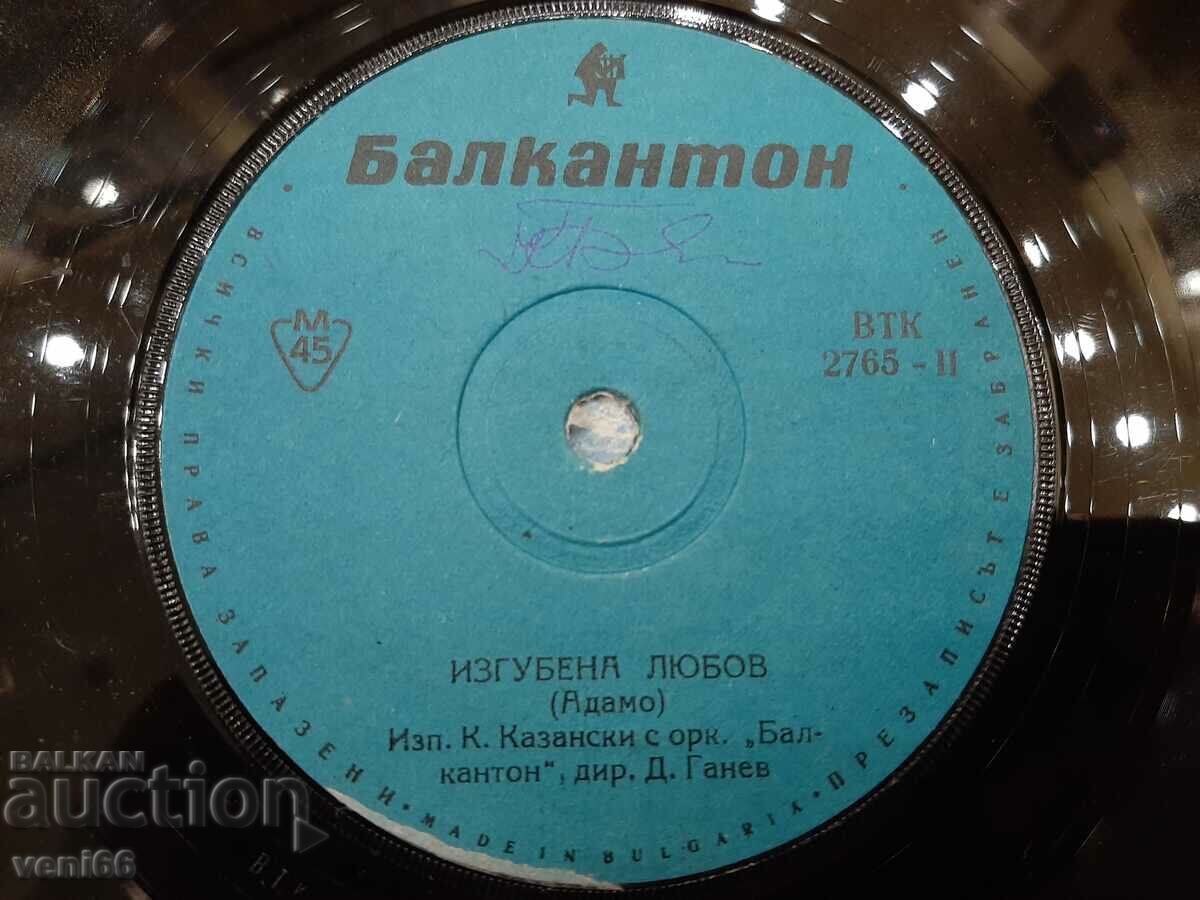 Балкантон
М
45
ВТК
2765 - II
ИЗГУБЕНА ЛЮБОВ
(Адамо)
Изп. К. Казански с орк. „Бал-
кантон“, дир. Д. Ганев
ВСИЧКИ ПРАВА ЗАПАЗЕНИ • MADE IN BULGARIA • ПРЕЗАПИСЪТ Е ЗАБРАНЕН
ВТК
BALKAN
auction
veni66